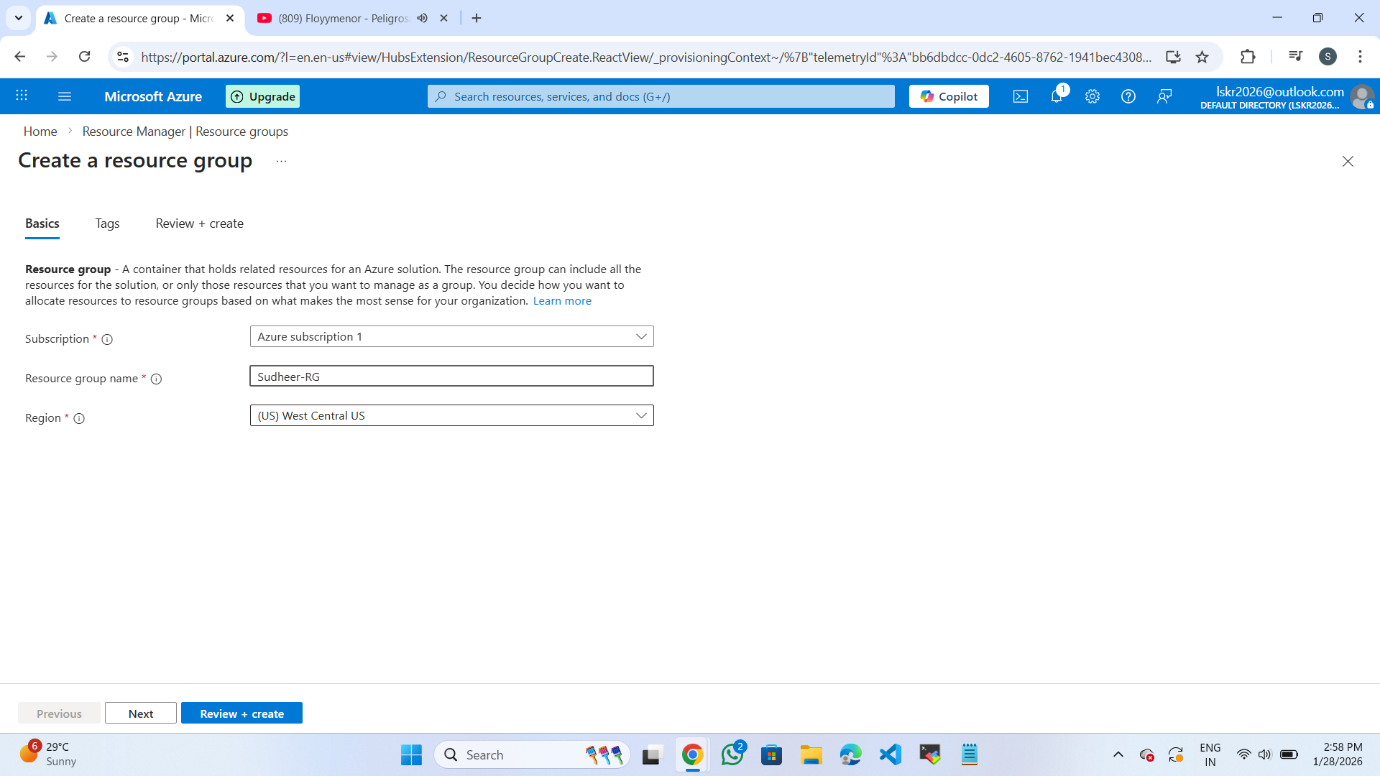 Create a resource group - Micro
(809) Floyymenor - Peligros
https://portal.azure.com/?l=en.en-us#view/HubsExtension/ResourceGroupCreate.ReactView/_provisioningContext~/%7B"telemetryId"%3A"bb6dbdcc-0dc2-4605-8762-1941bec4308...
S
Microsoft Azure
Upgrade
Search resources, services, and docs (G+/)
Copilot
1
lskr2026@outlook.com
DEFAULT DIRECTORY (LSKR2026...
Home > Resource Manager | Resource groups
Create a resource group ...
Basics Tags Review + create
Resource group - A container that holds related resources for an Azure solution. The resource group can include all the
resources for the solution, or only those resources that you want to manage as a group. You decide how you want to
allocate resources to resource groups based on what makes the most sense for your organization. Learn more
Subscription *
Azure subscription 1
Resource group name *
Sudheer-RG
Region *
(US) West Central US
Previous
Next
Review + create
6
29°C
Sunny
Search
2
ENG
IN
2:58 PM
1/28/2026